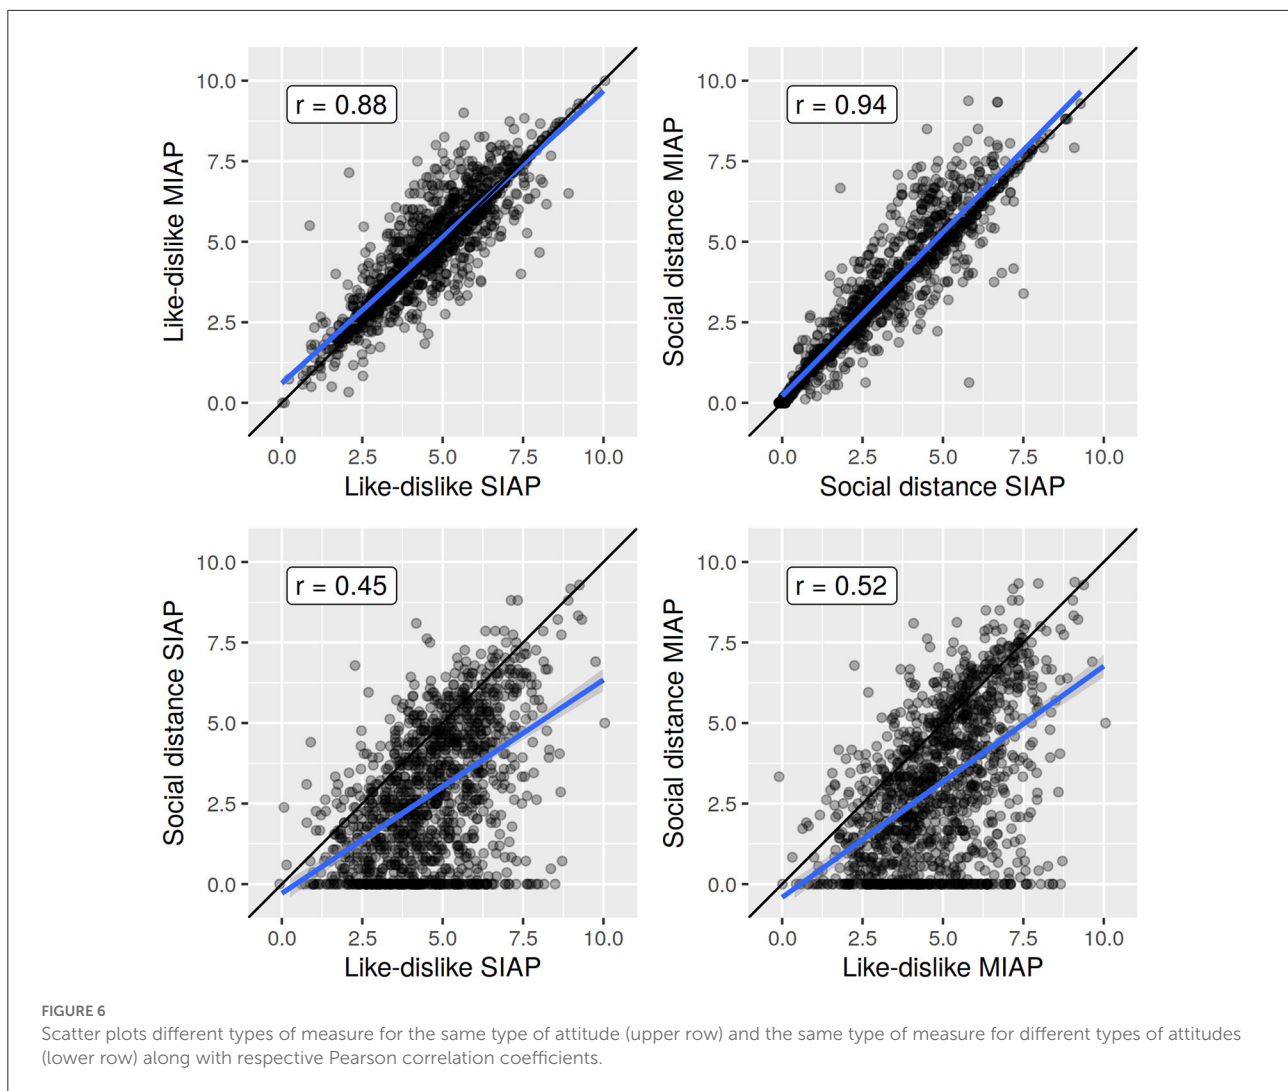 r = 0.88
Like-dislike MIAP
10.0
7.5
5.0
2.5
0.0
0.0 2.5 5.0 7.5 10.0
Like-dislike SIAP
r = 0.94
Social distance MIAP
10.0
7.5
5.0
2.5
0.0
0.0 2.5 5.0 7.5 10.0
Social distance SIAP
r = 0.45
Social distance SIAP
10.0
7.5
5.0
2.5
0.0
0.0 2.5 5.0 7.5 10.0
Like-dislike SIAP
r = 0.52
Social distance MIAP
10.0
7.5
5.0
2.5
0.0
0.0 2.5 5.0 7.5 10.0
Like-dislike MIAP
FIGURE 6
Scatter plots different types of measure for the same type of attitude (upper row) and the same type of measure for different types of attitudes
(lower row) along with respective Pearson correlation coefficients.